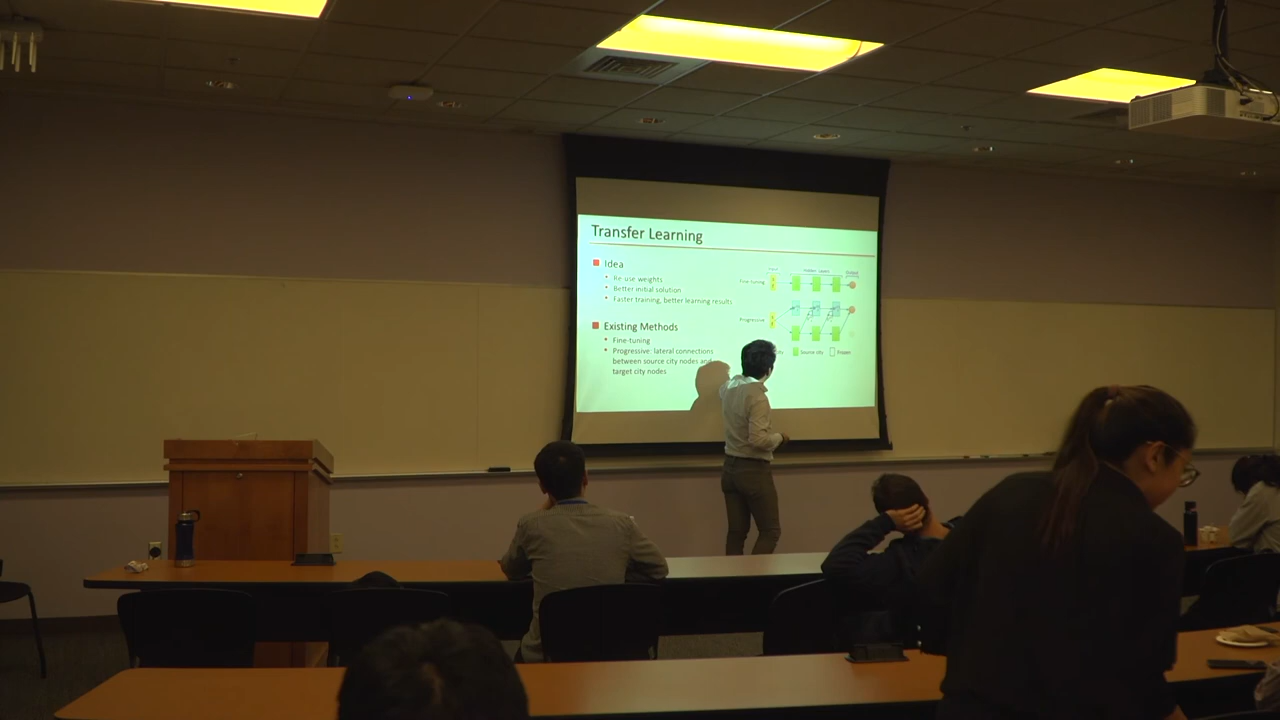 Transfer Learning
Idea
Re-use weights
Better initial solution
Faster training, better learning results
Existing Methods
Fine-tuning
Progressive: lateral connections
between source city nodes and
target city nodes
Fine-tuning
Progressive
Output
Source city
Frozen